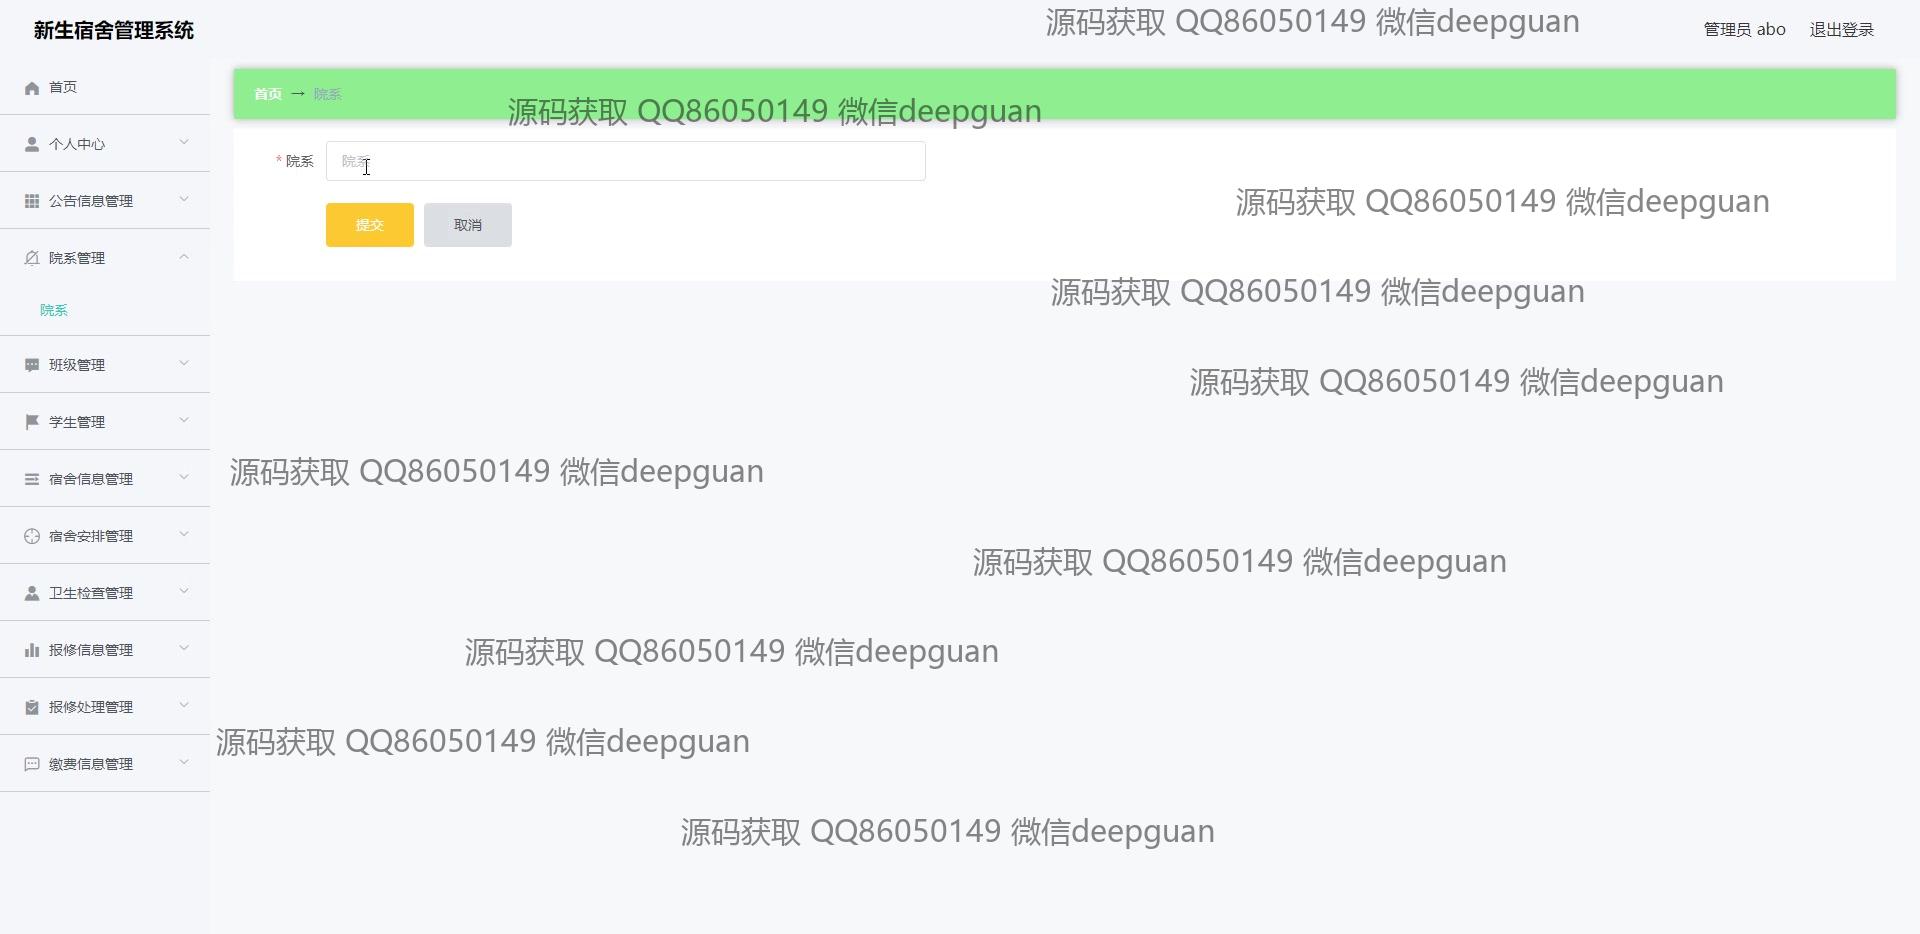 新生宿舍管理系统
源码获取 QQ86050149 微信deepguan
管理员 abo
退出登录
首页
首页 → 院系
源码获取 QQ86050149 微信deepguan
* 院系
院系
个人中心
公告信息管理
源码获取 QQ86050149 微信deepguan
提交
取消
院系管理
源码获取 QQ86050149 微信deepguan
院系
班级管理
源码获取 QQ86050149 微信deepguan
学生管理
宿舍信息管理
源码获取 QQ86050149 微信deepguan
宿舍安排管理
源码获取 QQ86050149 微信deepguan
卫生检查管理
报修信息管理
源码获取 QQ86050149 微信deepguan
报修处理管理
源码获取 QQ86050149 微信deepguan
缴费信息管理
源码获取 QQ86050149 微信deepguan